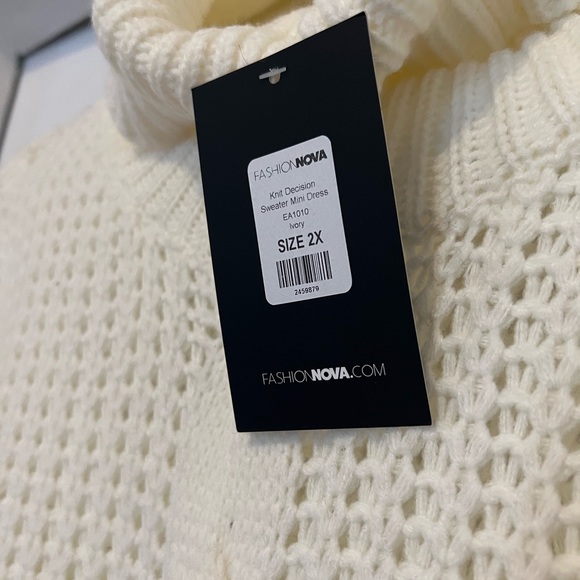 FASHIONNOVA
Knit Decision
Sweater Mini Dress
EA1010
Ivory
SIZE 2X
2459879
FASHIONNOVA.COM